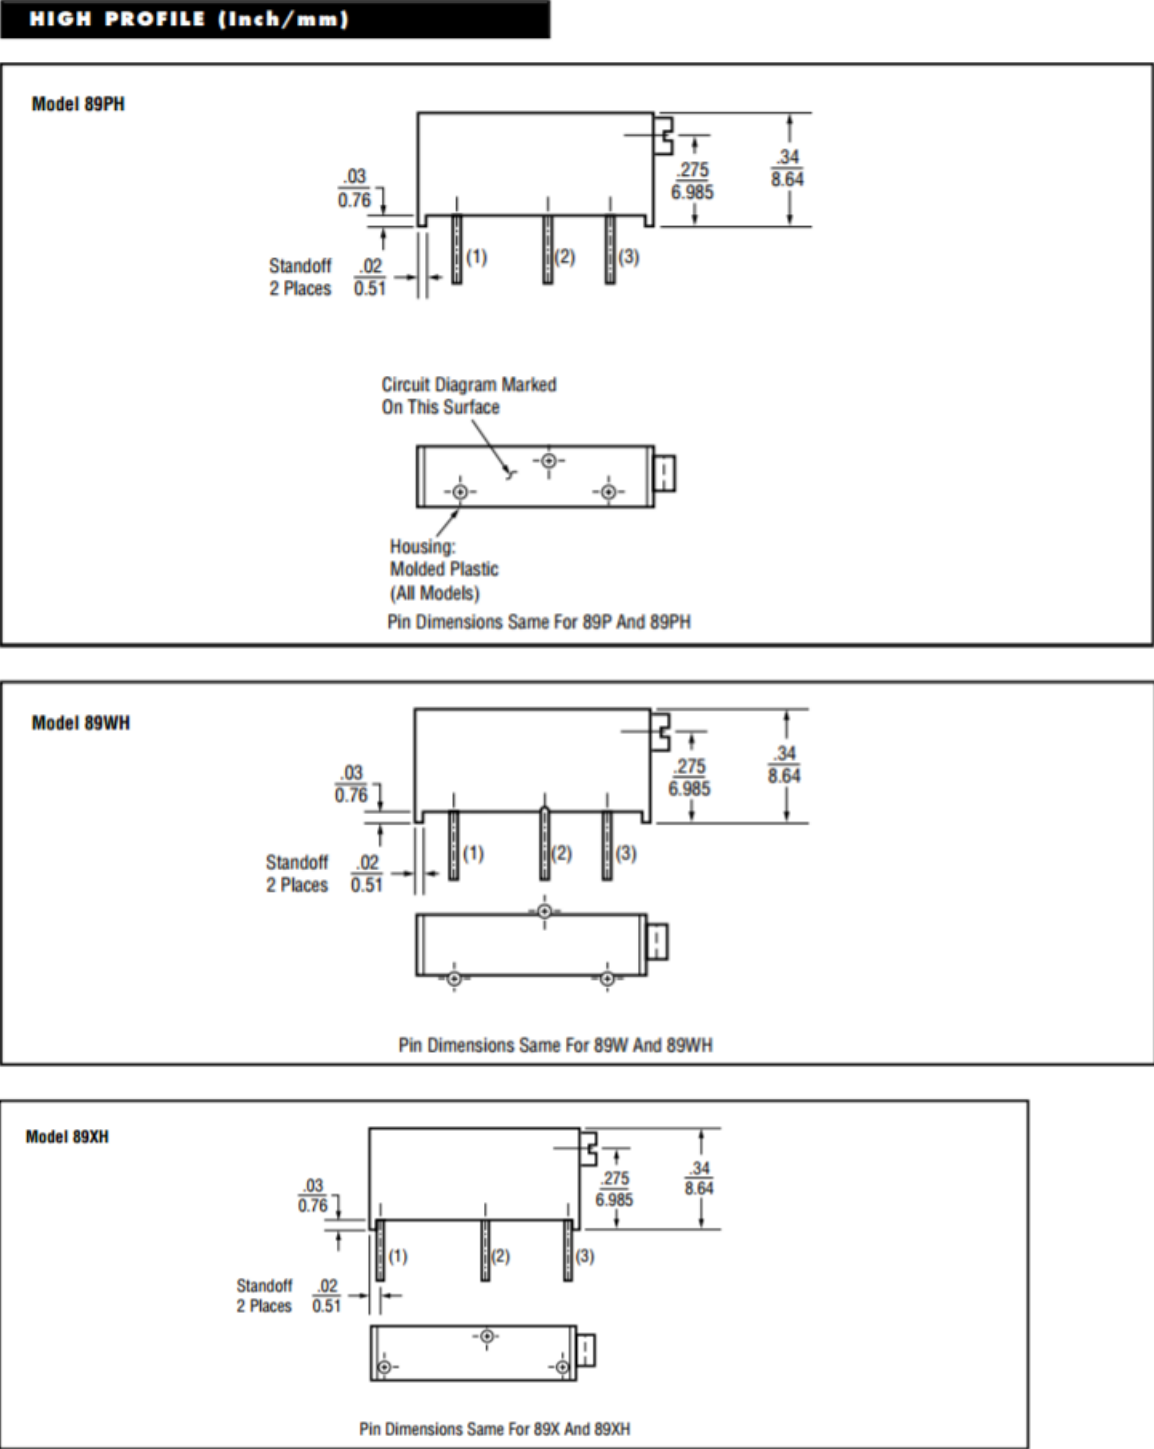 HIGH PROFILE (Inch/mm)
Model 89PH
.03
0.76
.275
6.985
.34
8.64
(1)
(2)
(3)
Standoff
2 Places
.02
0.51
Circuit Diagram Marked
On This Surface
Housing:
Molded Plastic
(All Models)
Pin Dimensions Same For 89P And 89PH
Model 89WH
.03
0.76
.275
6.985
.34
8.64
(1)
(2)
(3)
Standoff
2 Places
.02
0.51
Pin Dimensions Same For 89W And 89WH
Model 89XH
.03
0.76
.275
6.985
.34
8.64
(1)
(2)
(3)
Standoff
2 Places
.02
0.51
Pin Dimensions Same For 89X And 89XH